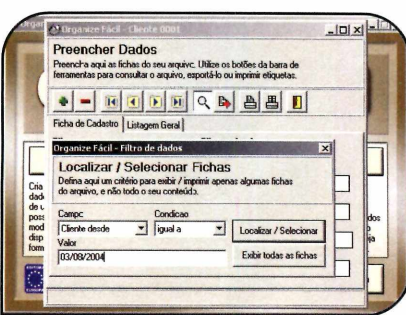 Organize Fácil - Cliente 0001
Preencher Dados
Preencha aqui as fichas do seu arquivo. Utilize os botões da barra de
ferramentas para consultar o arquivo, exportá-lo ou imprimir etiquetas.
Ficha de Cadastro
Listagem Geral
Organize Fácil - Filtro de dados
Localizar / Selecionar Fichas
Defina aqui um critério para exibir / imprimir apenas algumas fichas
do arquivo, e não todo o seu conteúdo.
Campo
Condicao
Cliente desde
igual a
Localizar / Selecionar
Valor
03/08/2004
Exibir todas as fichas
Cria